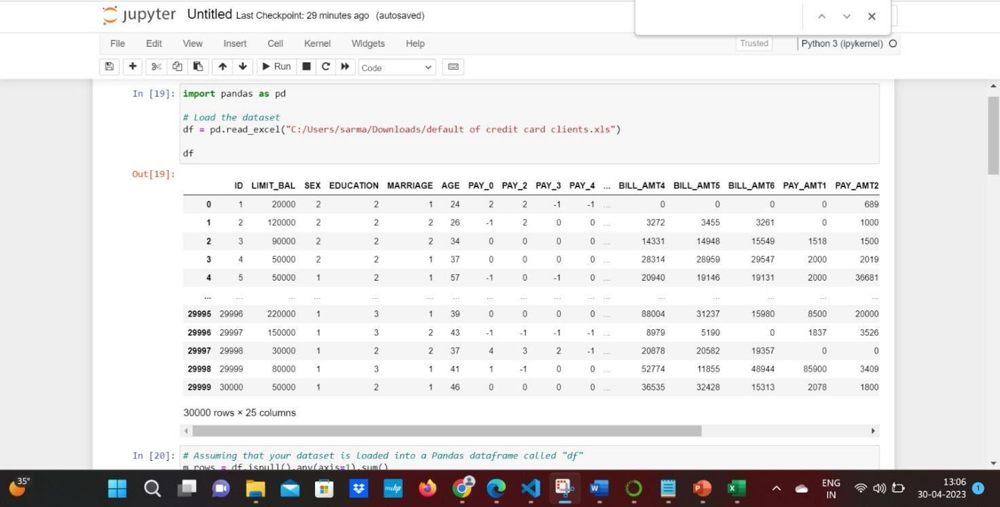 jupyter Untitled Last Checkpoint: 29 minutes ago (autosaved)
File Edit View Insert Cell Kernel Widgets Help Trusted Python 3 (ipykernel)
Run Code
In [19]: import pandas as pd
# Load the dataset
df = pd.read_excel("C:/Users/sarma/Downloads/default of credit card clients.xls")
df
Out[19]:
ID LIMIT_BAL SEX EDUCATION MARRIAGE AGE PAY_0 PAY_2 PAY_3 PAY_4 ... BILL_AMT4 BILL_AMT5 BILL_AMT6 PAY_AMT1 PAY_AMT2
0 1 20000 2 2 1 24 2 2 -1 -1 ... 0 0 0 0 689
1 2 120000 2 2 2 26 -1 2 0 0 ... 3272 3455 3261 0 1000
2 3 90000 2 2 2 34 0 0 0 0 ... 14331 14948 15549 1518 1500
3 4 50000 2 2 1 37 0 0 0 0 ... 28314 28959 29547 2000 2019
4 5 50000 1 2 1 57 -1 0 -1 0 ... 20940 19146 19131 2000 36681
... ... ... ... ... ... ... ... ... ... ... ... ... ... ... ... ...
29995 29996 220000 1 3 1 39 0 0 0 0 ... 88004 31237 15980 8500 20000
29996 29997 150000 1 3 2 43 -1 -1 -1 -1 ... 8979 5190 0 1837 3526
29997 29998 30000 1 2 2 37 4 3 2 -1 ... 20878 20582 19357 0 0
29998 29999 80000 1 3 1 41 1 -1 0 0 ... 52774 11855 48944 85900 3409
29999 30000 50000 1 2 1 46 0 0 0 0 ... 36535 32428 15313 2078 1800
30000 rows × 25 columns
In [20]: # Assuming that your dataset is loaded into a Pandas dataframe called "df"
m_rows = df.isnull().any(axis=1).sum()
35° myhp W P X ENG 13:06 1
IN 30-04-2023